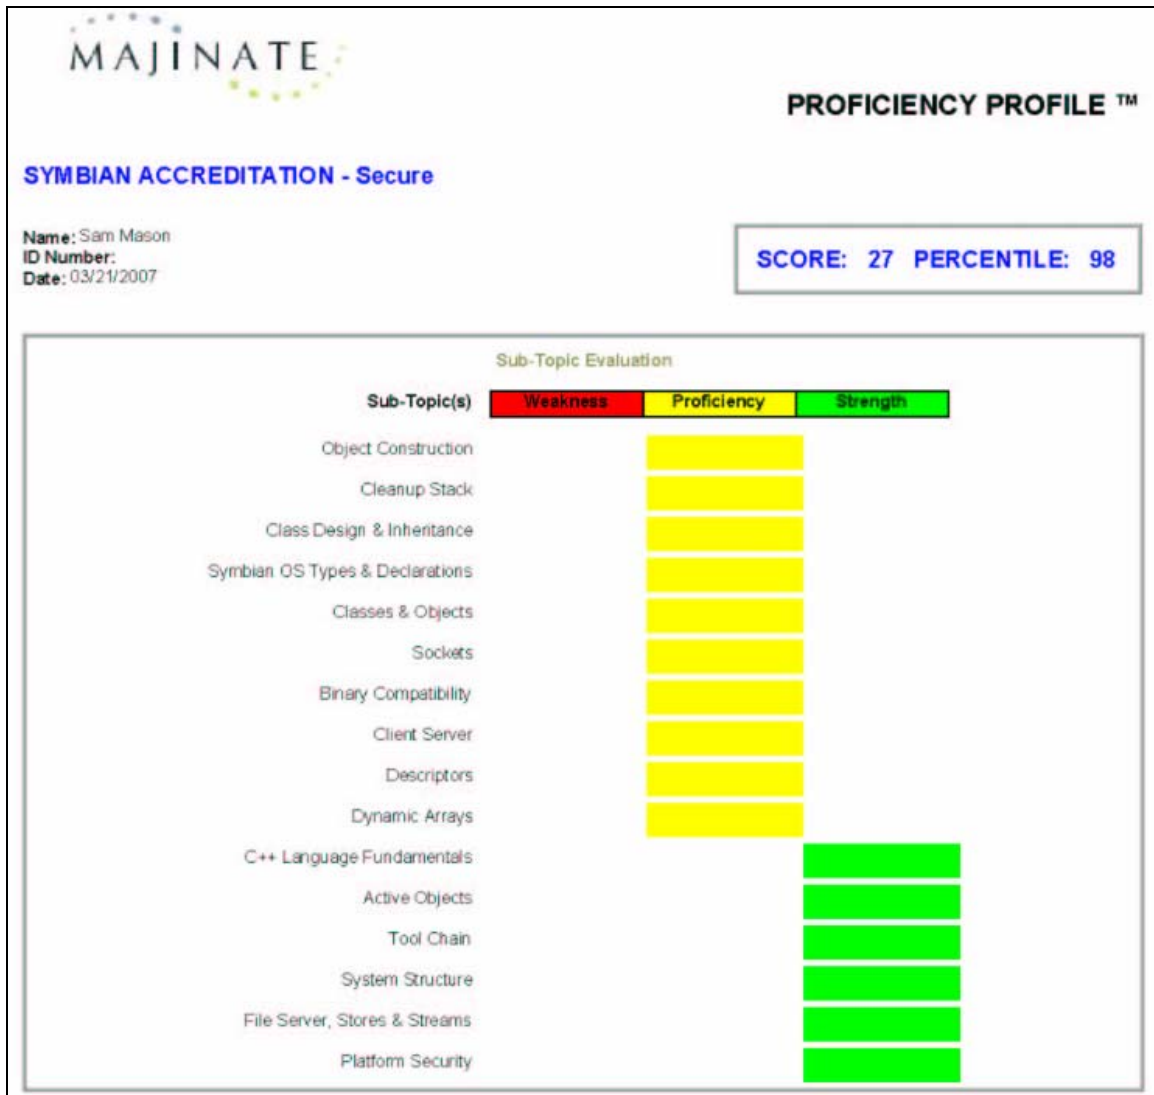 MAJINATE
PROFICIENCY PROFILE ™
SYMBIAN ACCREDITATION - Secure
Name: Sam Mason
ID Number:
Date: 03/21/2007
SCORE: 27 PERCENTILE: 98
Sub-Topic Evaluation
Sub-Topic(s) Weakness Proficiency Strength
Object Construction
Cleanup Stack
Class Design & Inheritance
Symbian OS Types & Declarations
Classes & Objects
Sockets
Binary Compatibility
Client Server
Descriptors
Dynamic Arrays
C++ Language Fundamentals
Active Objects
Tool Chain
System Structure
File Server, Stores & Streams
Platform Security